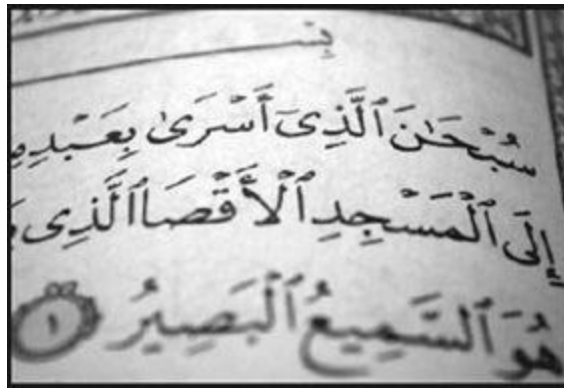 سُبْحَـٰنَ ٱلَّذِىٓ أَسْرَىٰ بِعَبْدِهِۦ
إِلَى ٱلْمَسْجِدِ ٱلْأَقْصَا ٱلَّذِى
هُوَ ٱلسَّمِيعُ ٱلْبَصِيرُ ١